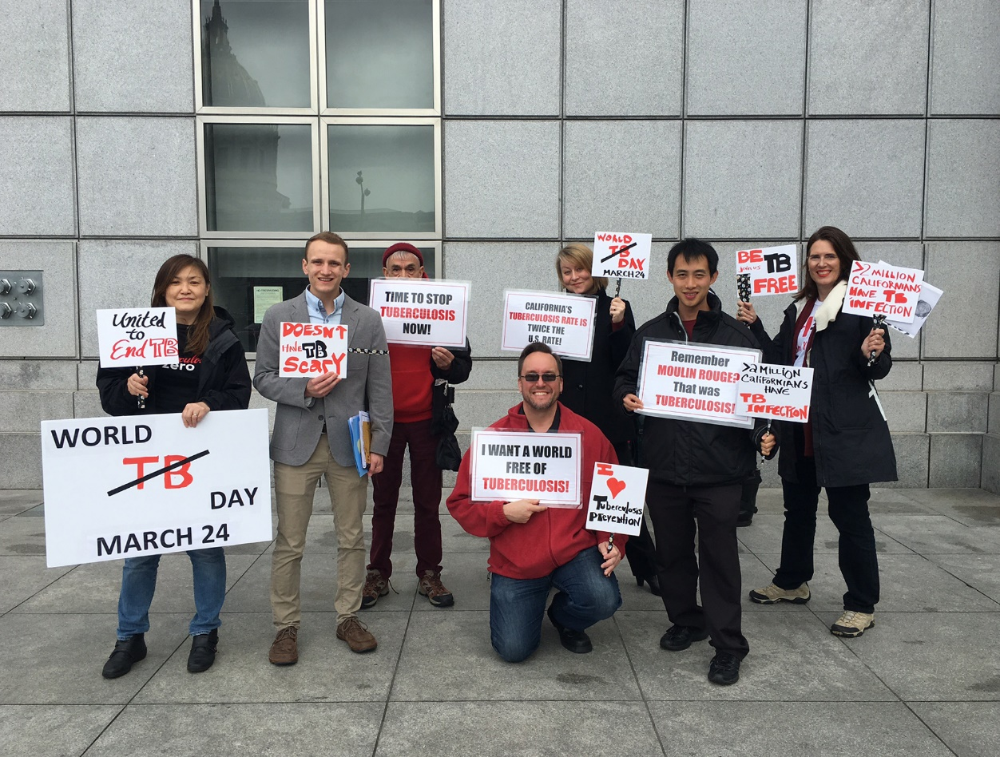 United
to
End TB
zero
WORLD
TB
DAY
MARCH 24
DOESN'T
HAVE TB
SCARY
TIME TO STOP
TUBERCULOSIS
NOW!
CALIFORNIA'S
TUBERCULOSIS RATE IS
TWICE THE
U.S. RATE!
WORLD
TB
DAY
MARCH 24
I WANT A WORLD
FREE OF
TUBERCULOSIS!
I
Tuberculosis
PREVENTION
Remember
MOULIN ROUGE?
That was
TUBERCULOSIS!
>2 MILLION
CALIFORNIANS
HAVE
TB
INFECTION
BE TB
Join us
FREE
>2 MILLION
CALIFORNIANS
HAVE TB
INFECTION